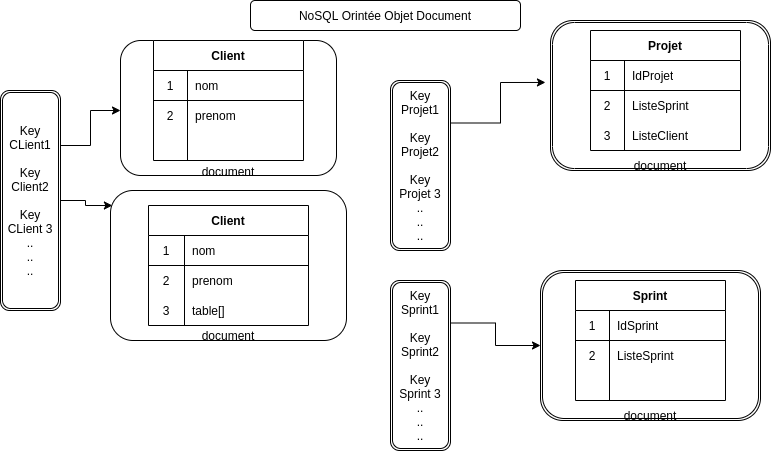 NoSQL Orintée Objet Document
Key
CLient1
Key
Client2
Key
CLient 3
..
..
..
Client
1 nom
2 prenom
document
Client
1 nom
2 prenom
3 table[]
document
Key
Projet1
Key
Projet2
Key
Projet 3
..
..
..
Projet
1 IdProjet
2 ListeSprint
3 ListeClient
document
Key
Sprint1
Key
Sprint2
Key
Sprint 3
..
..
..
Sprint
1 IdSprint
2 ListeSprint
document